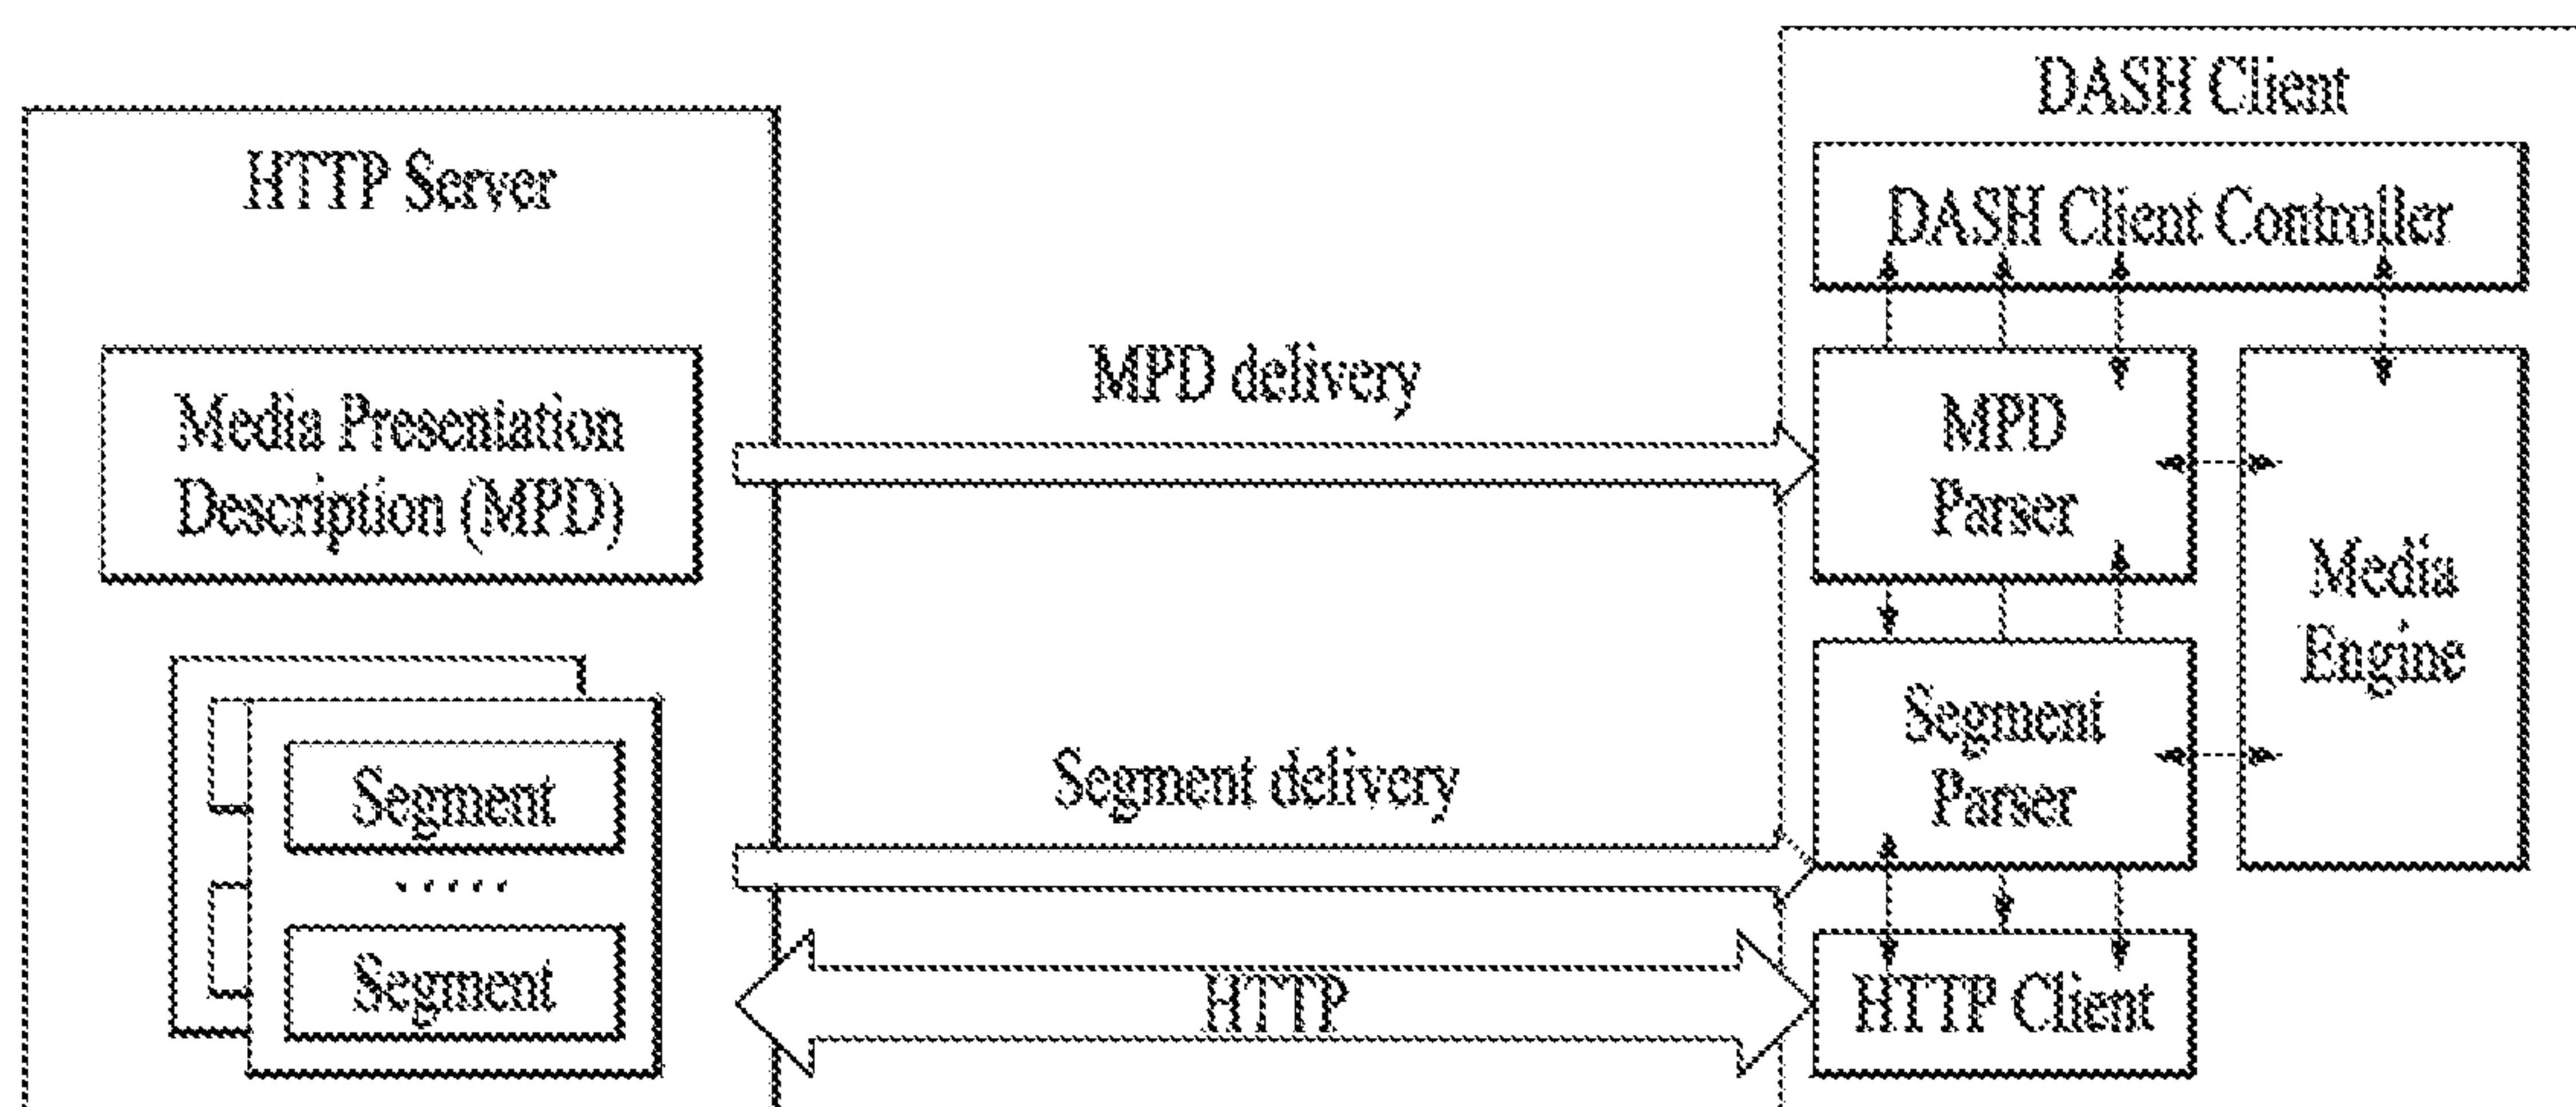 HTTP Server
Media Presentation
Description (MPD)
Segment
.....
Segment
MPD delivery
Segment delivery
HTTP
DASH Client
DASH Client Controller
MPD
Parser
Segment
Parser
Media
Engine
HTTP Client